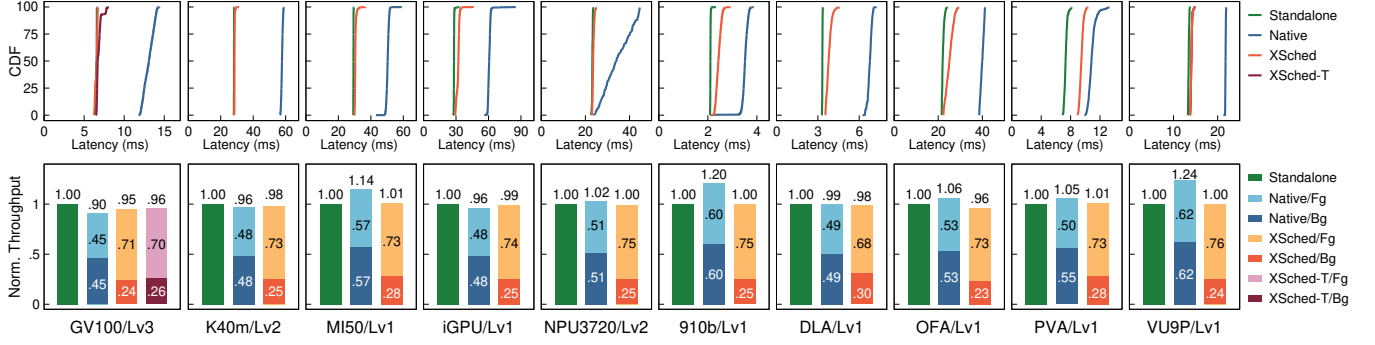 CDF
100
75
50
25
0
0 5 10 15
0 20 40 60
0 20 40 60
30 60 90
0 20 40
0 2 4
0 3 6
0 20 40
4 8 12
0 10 20
Latency (ms) Latency (ms) Latency (ms) Latency (ms) Latency (ms) Latency (ms) Latency (ms) Latency (ms) Latency (ms) Latency (ms)
Standalone
Native
XSched
XSched-T
Norm. Throughput
1
.5
0
1.00 .90 .95 .96
.45 .71 .70
.45 .24 .26
GV100/Lv3
1.00 .96 .98
.48 .73
.48 .25
K40m/Lv2
1.00 1.14 1.01
.57 .73
.57 .28
MI50/Lv1
1.00 .96 .99
.48 .74
.48 .25
iGPU/Lv1
1.00 1.02 1.00
.51 .75
.51 .25
NPU3720/Lv2
1.00 1.20 1.00
.60 .75
.60 .25
910b/Lv1
1.00 .99 .98
.49 .68
.49 .30
DLA/Lv1
1.00 1.06 .96
.53 .73
.53 .23
OFA/Lv1
1.00 1.05 1.01
.50 .73
.55 .28
PVA/Lv1
1.00 1.24 1.00
.62 .76
.62 .24
VU9P/Lv1
Standalone
Native/Fg
Native/Bg
XSched/Fg
XSched/Bg
XSched-T/Fg
XSched-T/Bg